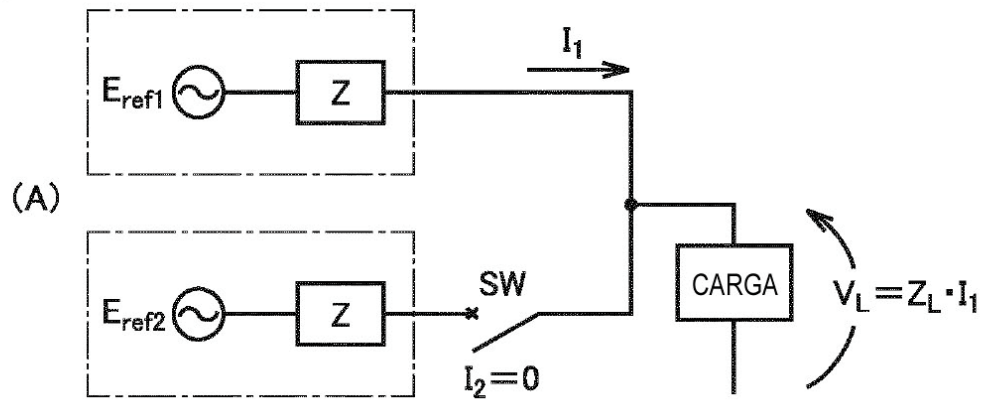 I1
Eref1
Z
(A)
SW
CARGA
Eref2
Z
VL=ZL·I1
I2=0